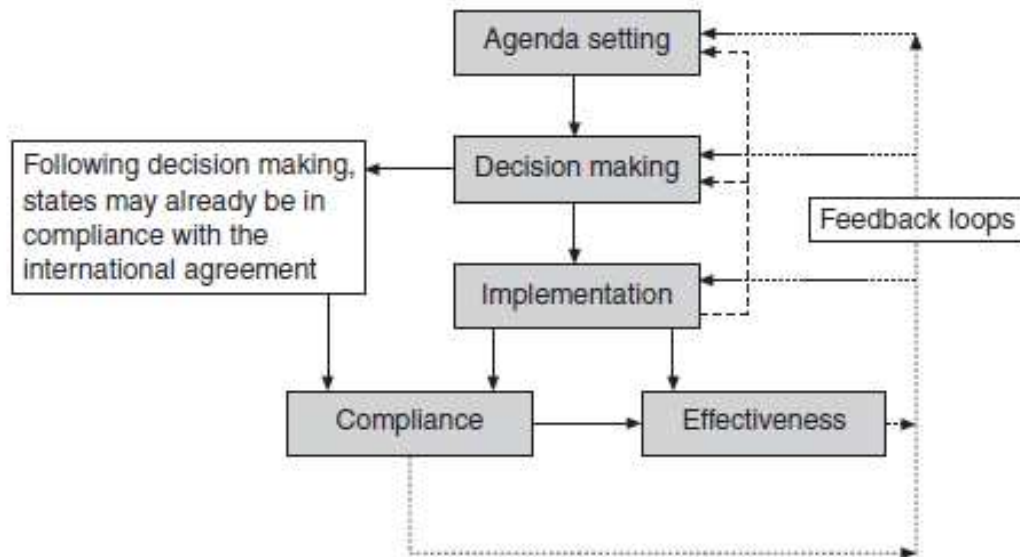 Agenda setting
Following decision making,
states may already be in
compliance with the
international agreement
Decision making
Feedback loops
Implementation
Compliance
Effectiveness